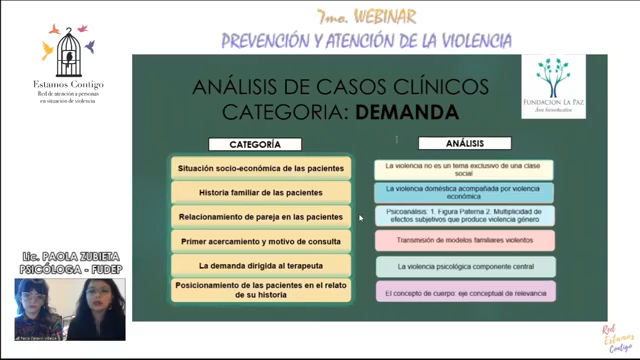 7mo. WEBINAR
PREVENCIÓN Y ATENCIÓN DE LA VIOLENCIA
Estamos Contigo
Red de atención a personas
en situación de violencia
ANÁLISIS DE CASOS CLÍNICOS
CATEGORIA: DEMANDA
FUNDACION LA PAZ
CATEGORÍA
ANÁLISIS
Situación socio-económica de las pacientes
La violencia no es un tema exclusivo de una clase
social
Historia familiar de las pacientes
La violencia doméstica acompañada por violencia
económica
Relacionamiento de pareja en las pacientes
Psicoanálisis: 1. Figura Paterna 2. Multiplicidad de
efectos subjetivos que produce violencia género
Primer acercamiento y motivo de consulta
Transmisión de modelos familiares violentos
La demanda dirigida al terapeuta
La violencia psicológica componente central
Posicionamiento de las pacientes en el relato
de su historia
El concepto de cuerpo: eje conceptual de relevancia
Lic. PAOLA ZUBIETA
PSICÓLOGA - FUDEP
Red
Estamos
Contigo